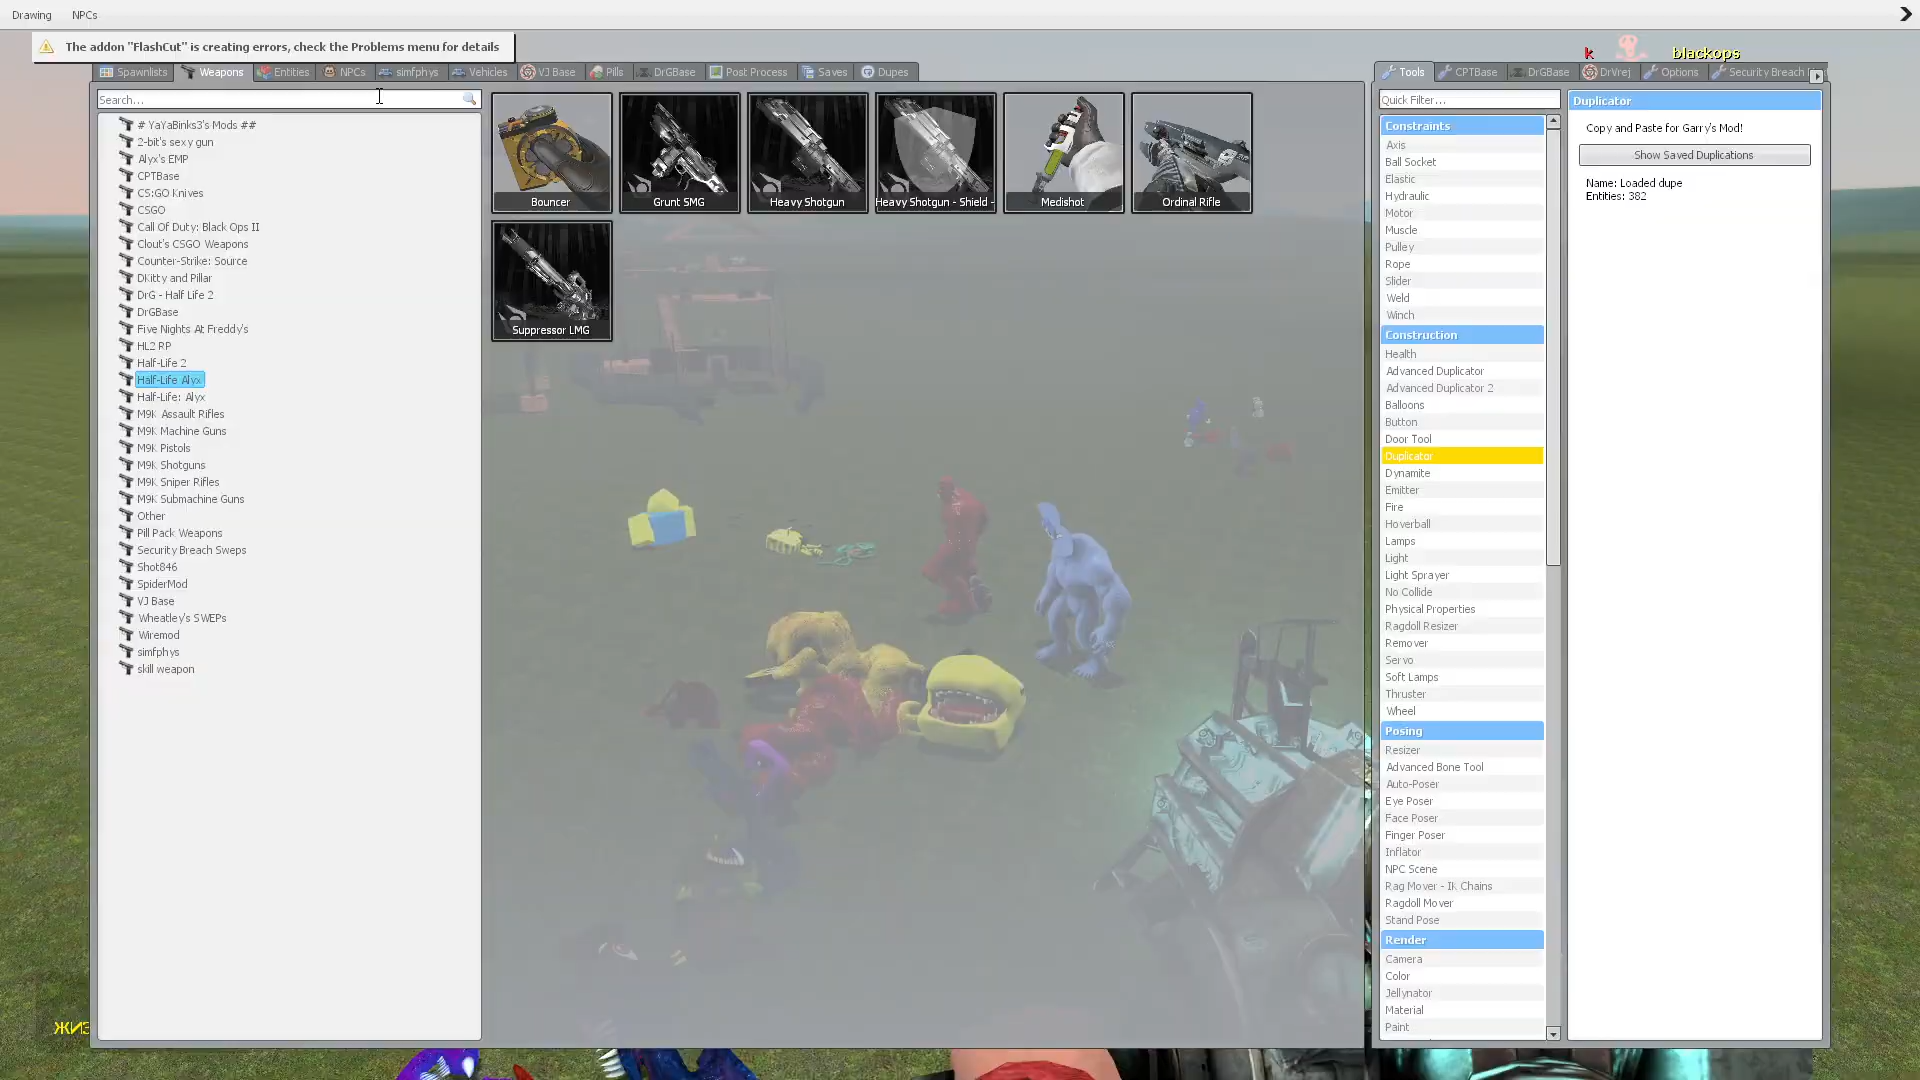 Drawing NPCs
The addon "FlashCut" is creating errors, check the Problems menu for details
k blackops
Spawnlists Weapons Entities NPCs simfphys Vehicles VJ Base Pills DrGBase Post Process Saves Dupes
Tools CPTBase DrGBase DrVrej Options Security Breach
Search...
# YaYaBinks3's Mods ##
2-bit's sexy gun
Alyx's EMP
CPTBase
CS:GO Knives
CSGO
Call Of Duty: Black Ops II
Clout's CSGO Weapons
Counter-Strike: Source
DKitty and Pillar
DrG - Half Life 2
DrGBase
Five Nights At Freddy's
HL2 RP
Half-Life 2
Half-Life Alyx
Half-Life: Alyx
M9K Assault Rifles
M9K Machine Guns
M9K Pistols
M9K Shotguns
M9K Sniper Rifles
M9K Submachine Guns
Other
Pill Pack Weapons
Security Breach Sweps
Shot846
SpiderMod
VJ Base
Wheatley's SWEPs
Wiremod
simfphys
skill weapon
Bouncer
Grunt SMG
Heavy Shotgun
Heavy Shotgun - Shield -
Medishot
Ordinal Rifle
Suppressor LMG
Quick Filter...
Constraints
Axis
Ball Socket
Elastic
Hydraulic
Motor
Muscle
Pulley
Rope
Slider
Weld
Winch
Construction
Health
Advanced Duplicator
Advanced Duplicator 2
Balloons
Button
Door Tool
Duplicator
Dynamite
Emitter
Fire
Hoverball
Lamps
Light
Light Sprayer
No Collide
Physical Properties
Ragdoll Resizer
Remover
Servo
Soft Lamps
Thruster
Wheel
Posing
Resizer
Advanced Bone Tool
Auto-Poser
Eye Poser
Face Poser
Finger Poser
Inflator
NPC Scene
Rag Mover - Ik Chains
Ragdoll Mover
Stand Pose
Render
Camera
Color
Jellynator
Material
Paint
Duplicator
Copy and Paste for Garry's Mod!
Show Saved Duplications
Name: Loaded dupe
Entities: 382